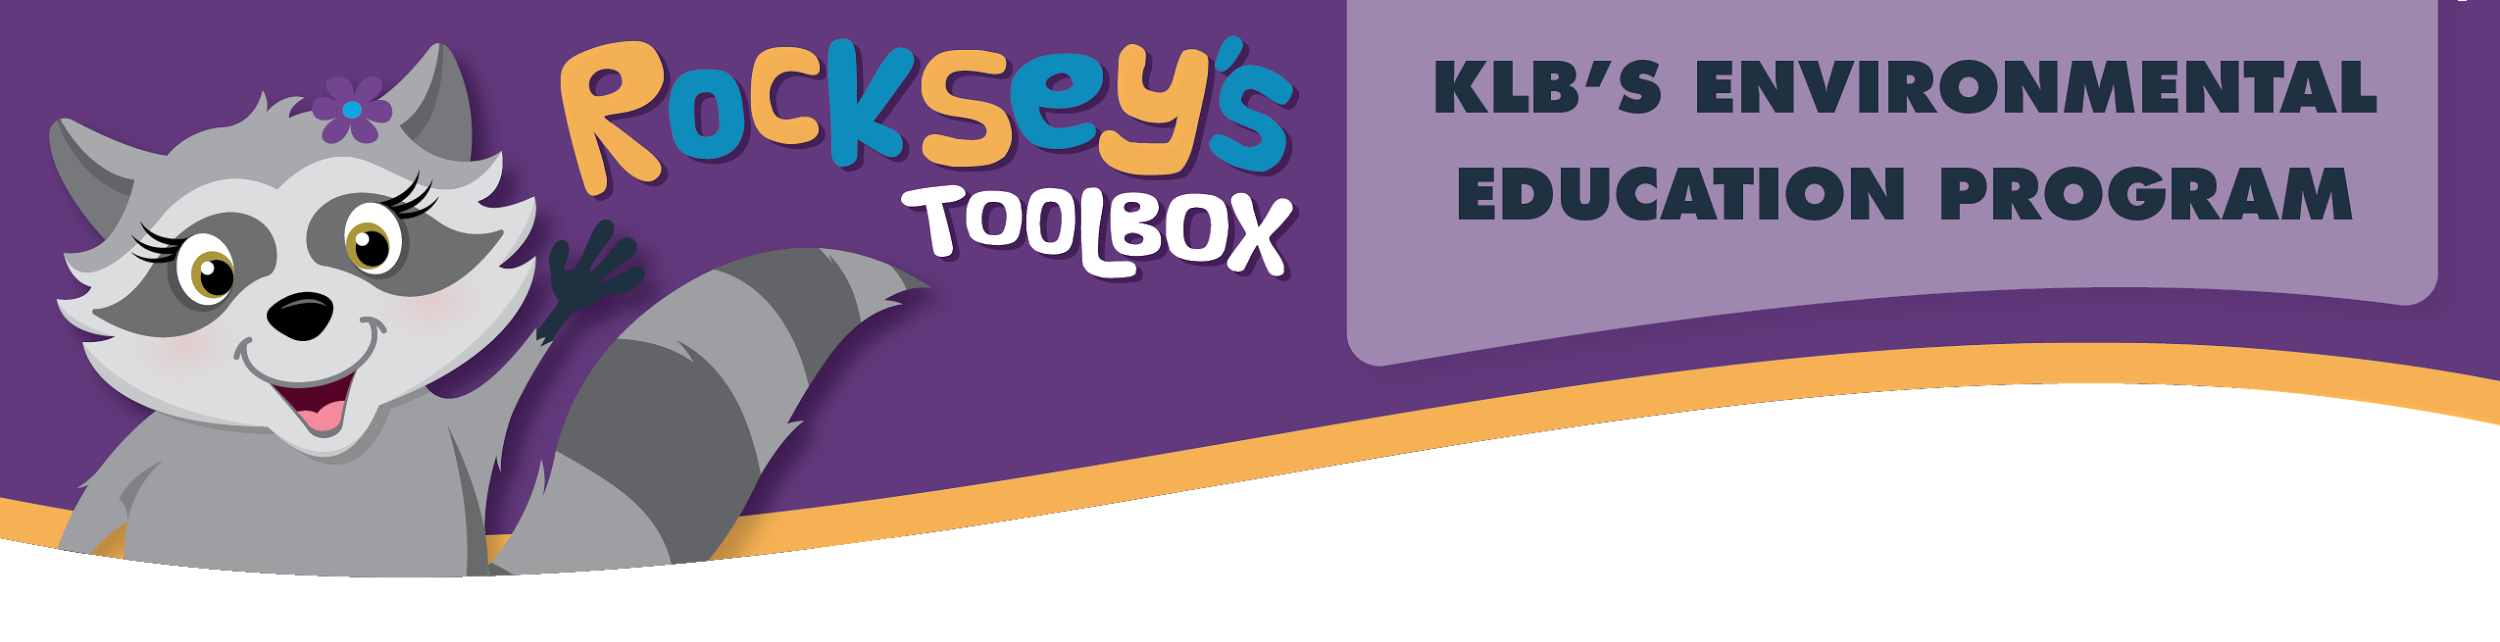 Rocksey's
TOOLBOX
KLB'S ENVIRONMENTAL
EDUCATION PROGRAM